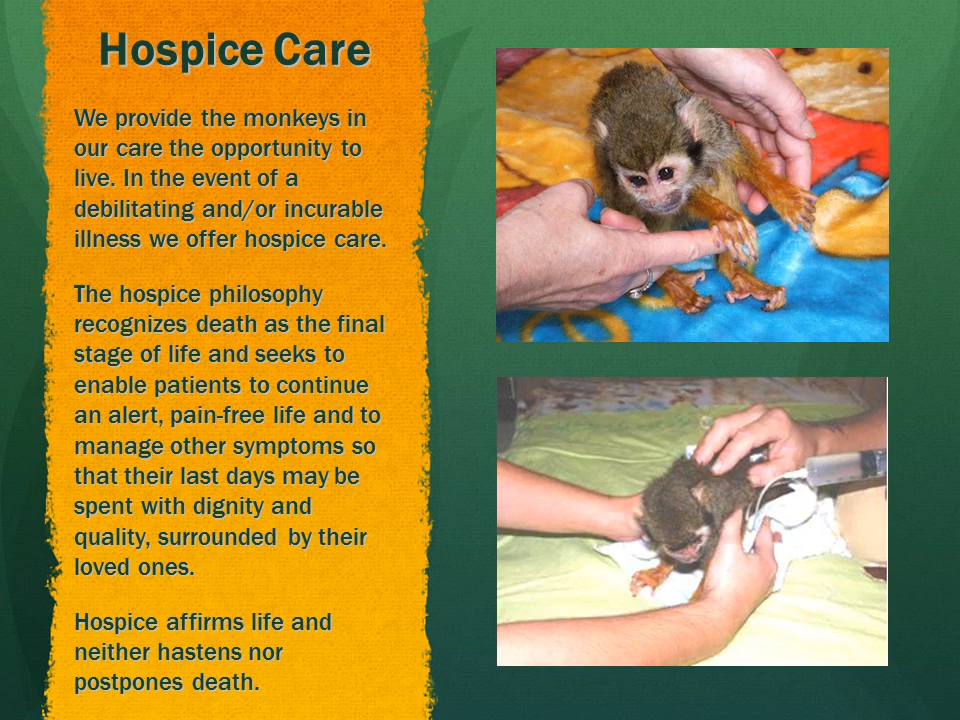 Hospice Care
We provide the monkeys in
our care the opportunity to
live. In the event of a
debilitating and/or incurable
illness we offer hospice care.
The hospice philosophy
recognizes death as the final
stage of life and seeks to
enable patients to continue
an alert, pain-free life and to
manage other symptoms so
that their last days may be
spent with dignity and
quality, surrounded by their
loved ones.
Hospice affirms life and
neither hastens nor
postpones death.